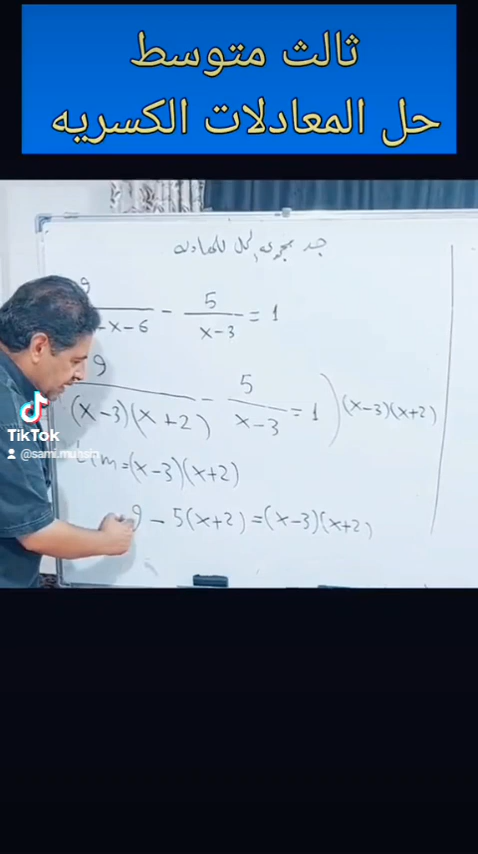 ثالث متوسط
حل المعادلات الكسريه
جد مجموعة الحل للمعادلة
9/-x-6 - 5/x-3 = 1
(9/(x-3)(x+2) - 5/x-3 = 1)(x-3)(x+2)
TikTok
@sami.muhsin
L.C.m = (x-3)(x+2)
9 - 5(x+2) = (x-3)(x+2)